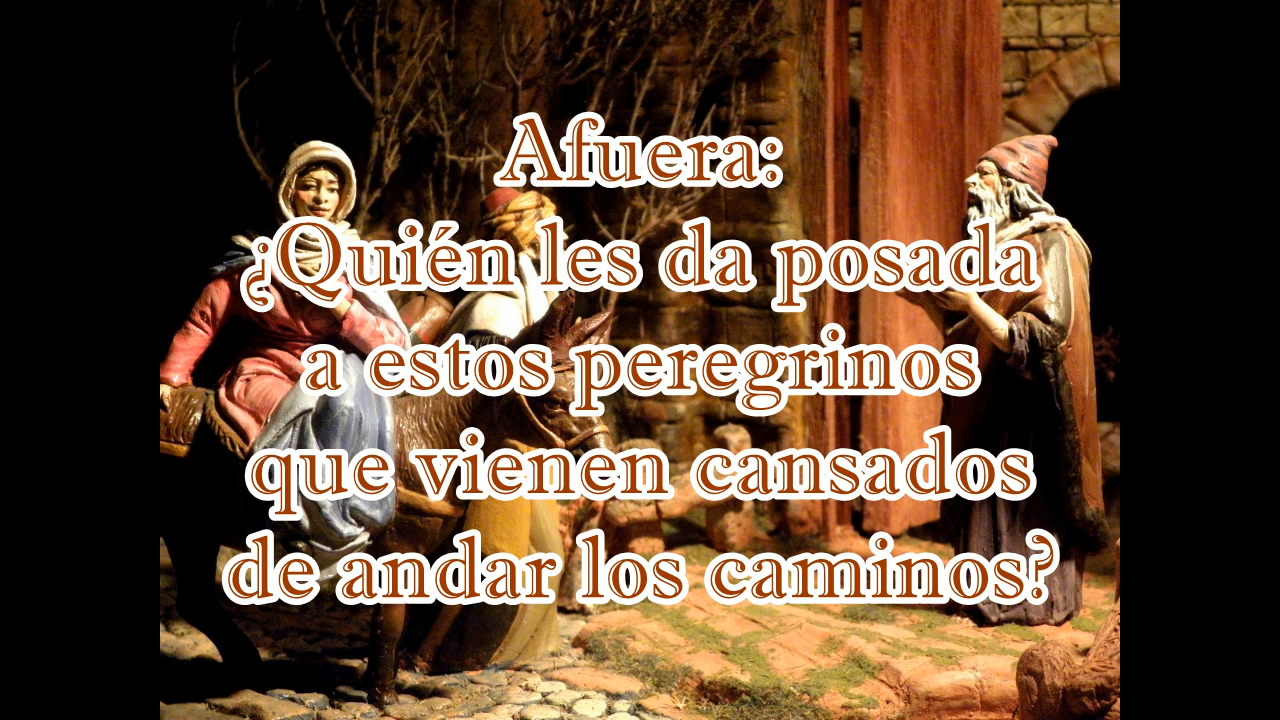 Afuera:
¿Quién les da posada
a estos peregrinos
que vienen cansados
de andar los caminos?